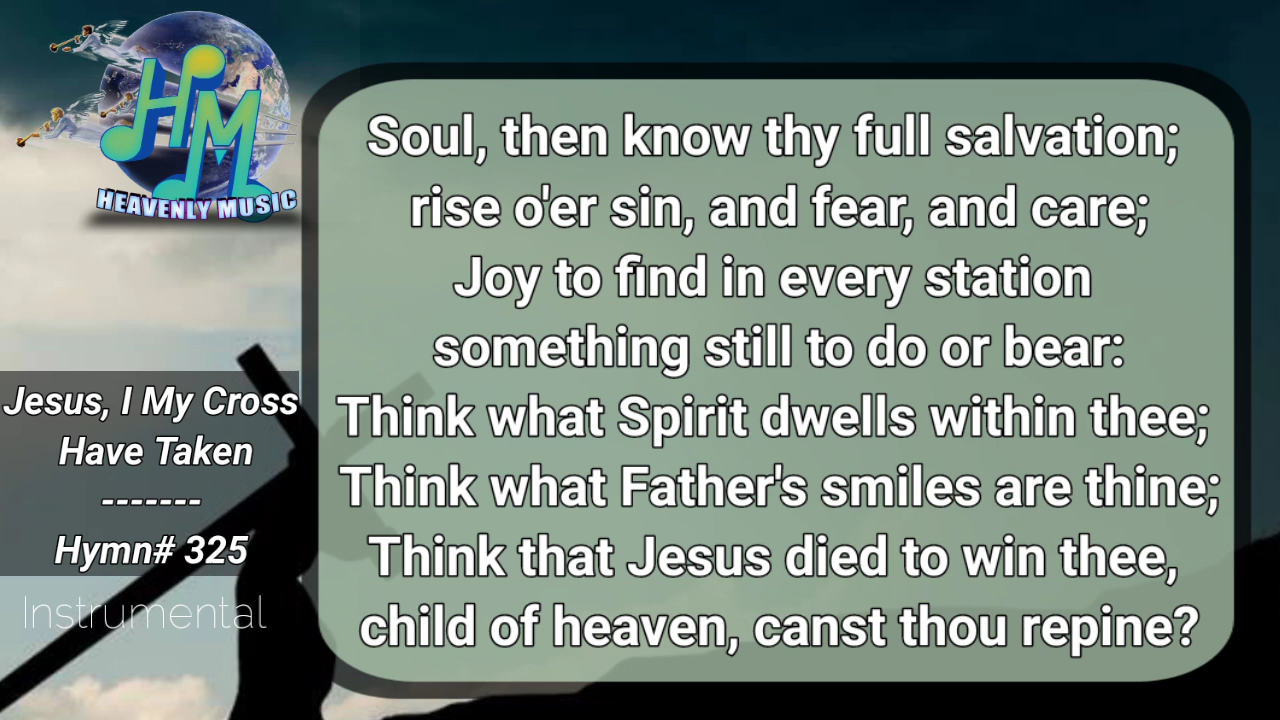 HM
HEAVENLY MUSIC
Jesus, I My Cross
Have Taken
-------
Hymn# 325
Instrumental
Soul, then know thy full salvation;
rise o'er sin, and fear, and care;
Joy to find in every station
something still to do or bear:
Think what Spirit dwells within thee;
Think what Father's smiles are thine;
Think that Jesus died to win thee,
child of heaven, canst thou repine?